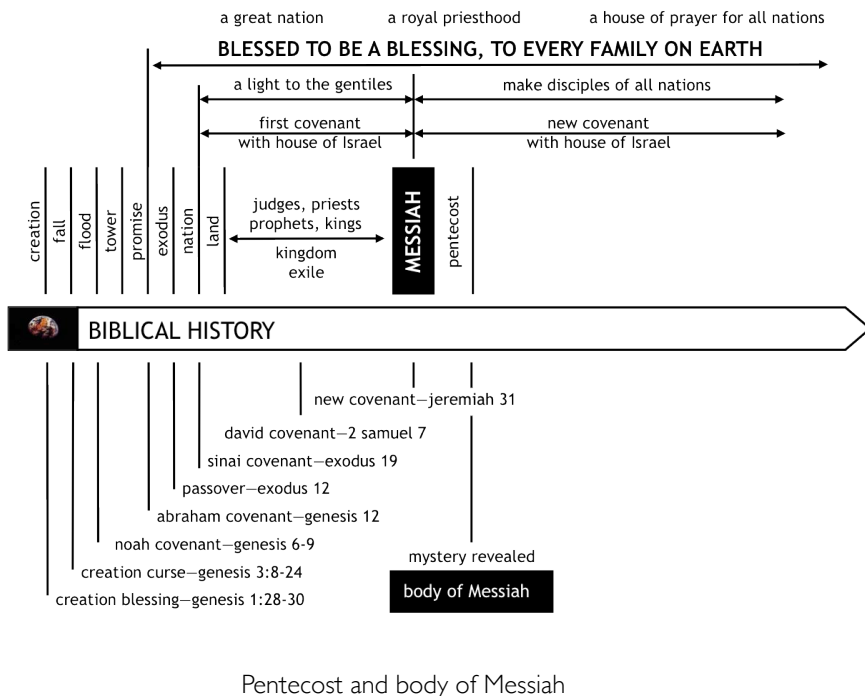 a great nation a royal priesthood a house of prayer for all nations
BLESSED TO BE A BLESSING, TO EVERY FAMILY ON EARTH
a light to the gentiles make disciples of all nations
first covenant new covenant
with house of Israel with house of Israel
creation
fall
flood
tower
promise
exodus
nation
land
judges, priests
prophets, kings
kingdom
exile
MESSIAH
pentecost
BIBLICAL HISTORY
new covenant—jeremiah 31
david covenant—2 samuel 7
sinai covenant—exodus 19
passover—exodus 12
abraham covenant—genesis 12
noah covenant—genesis 6-9
mystery revealed
creation curse—genesis 3:8-24
body of Messiah
creation blessing—genesis 1:28-30
Pentecost and body of Messiah